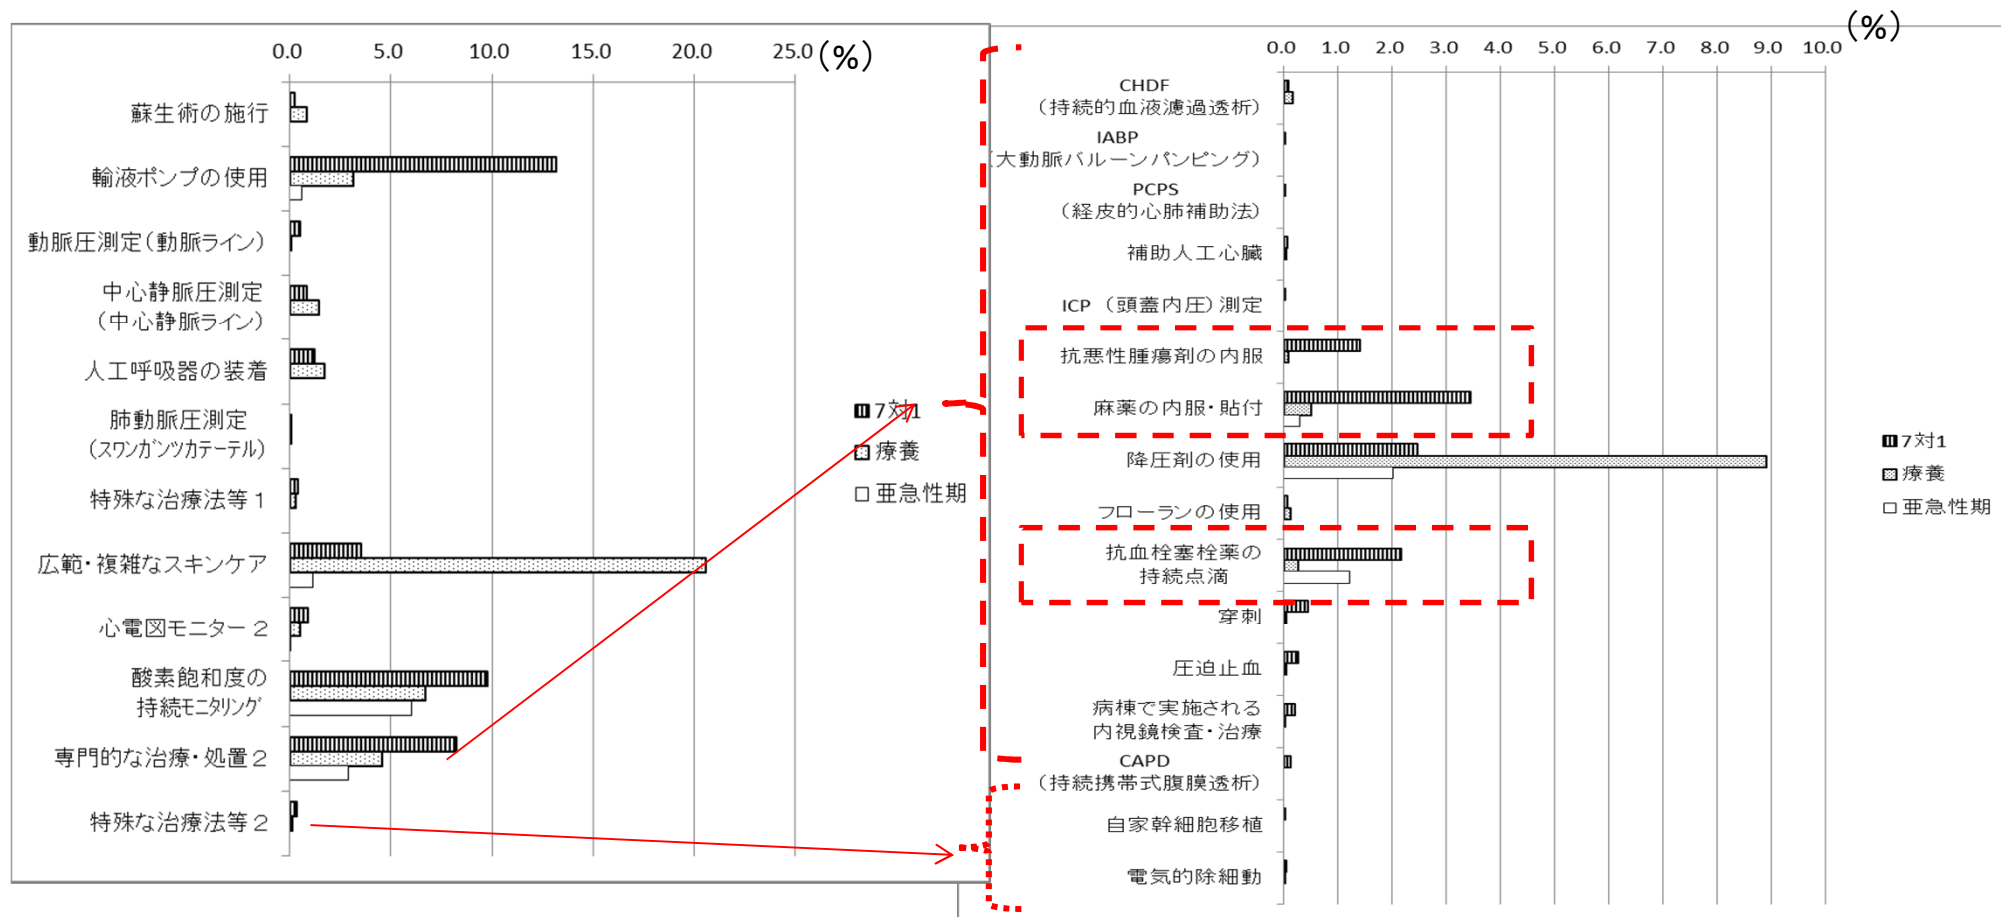 0.0 5.0 10.0 15.0 20.0 25.0 (%)
蘇生術の施行
輸液ポンプの使用
動脈圧測定(動脈ライン)
中心静脈圧測定
(中心静脈ライン)
人工呼吸器の装着
肺動脈圧測定
(スワンガンツカテーテル)
特殊な治療法等1
広範・複雑なスキンケア
心電図モニター2
酸素飽和度の
持続モニタリング
専門的な治療・処置2
特殊な治療法等2
7対1
療養
亜急性期
(%)
0.0 1.0 2.0 3.0 4.0 5.0 6.0 7.0 8.0 9.0 10.0
CHDF
(持続的血液濾過透析)
IABP
(大動脈バルーンパンピング)
PCPS
(経皮的心肺補助法)
補助人工心臓
ICP (頭蓋内圧)測定
抗悪性腫瘍剤の内服
麻薬の内服・貼付
降圧剤の使用
フローランの使用
抗血栓塞栓薬の
持続点滴
穿刺
圧迫止血
病棟で実施される
内視鏡検査・治療
CAPD
(持続携帯式腹膜透析)
自家幹細胞移植
電気的除細動
7対1
療養
亜急性期